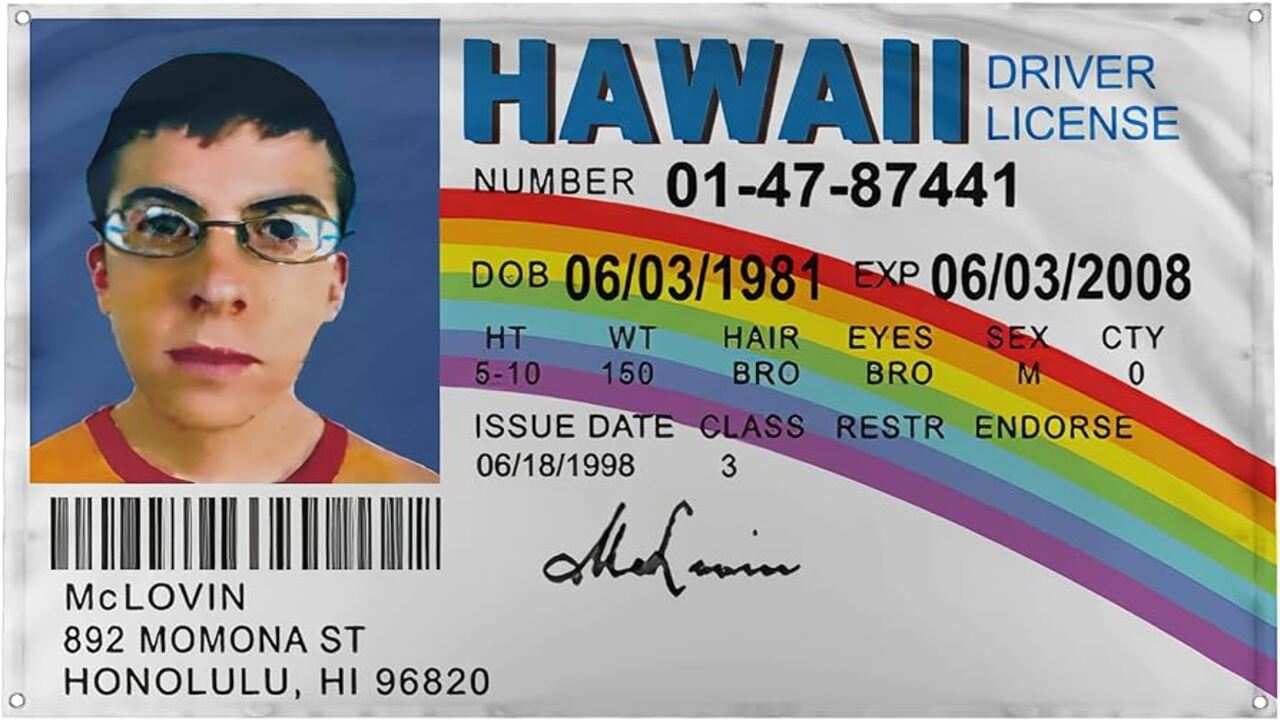 HAWAII DRIVER LICENSE
NUMBER 01-47-87441
DOB 06/03/1981 EXP 06/03/2008
HT WT HAIR EYES SEX CTY
5-10 150 BRO BRO M 0
ISSUE DATE CLASS RESTR ENDORSE
06/18/1998 3
McLovin
McLOVIN
892 MOMONA ST
HONOLULU, HI 96820